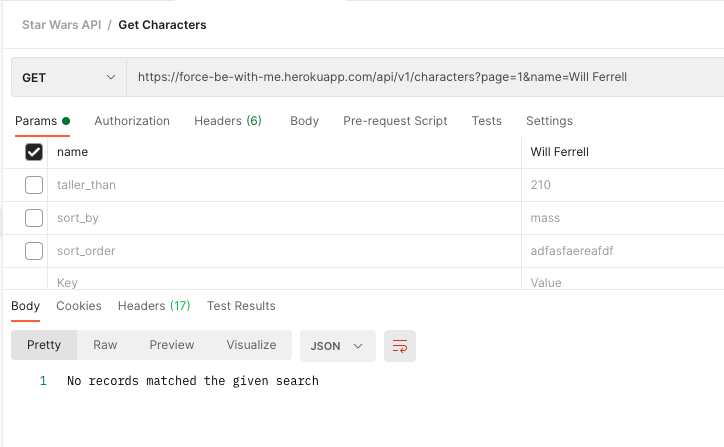 Star Wars API / Get Characters
GET https://force-be-with-me.herokuapp.com/api/v1/characters?page=1&name=Will Ferrell
Params Authorization Headers (6) Body Pre-request Script Tests Settings
name Will Ferrell
taller_than 210
sort_by mass
sort_order adfasfaereafdf
Key Value
Body Cookies Headers (17) Test Results
Pretty Raw Preview Visualize JSON
1 No records matched the given search